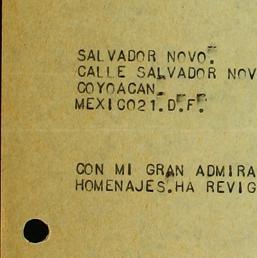 SALVADOR NOVO.
CALLE SALVADOR NOV
COYOACAN.
MEXICO21.D.F.
CON MI GRAN ADMIRA
HOMENAJES.HA REVIG